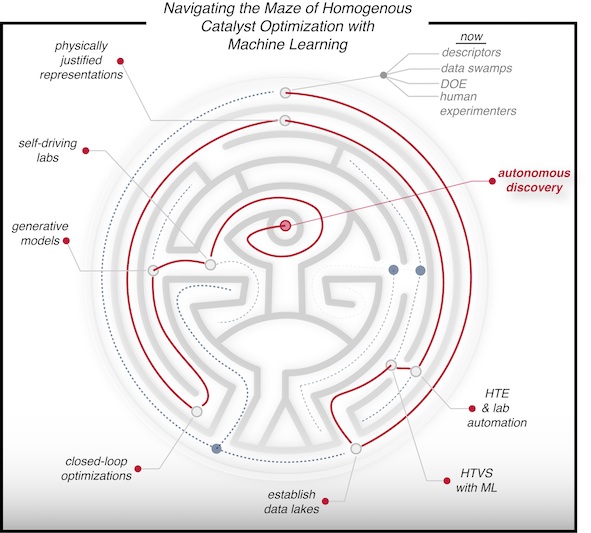 Navigating the Maze of Homogenous
Catalyst Optimization with
Machine Learning
physically
justified
representations
now
descriptors
data swamps
DOE
human
experimenters
self-driving
labs
autonomous
discovery
generative
models
HTE
& lab
automation
closed-loop
optimizations
HTVS
with ML
establish
data lakes